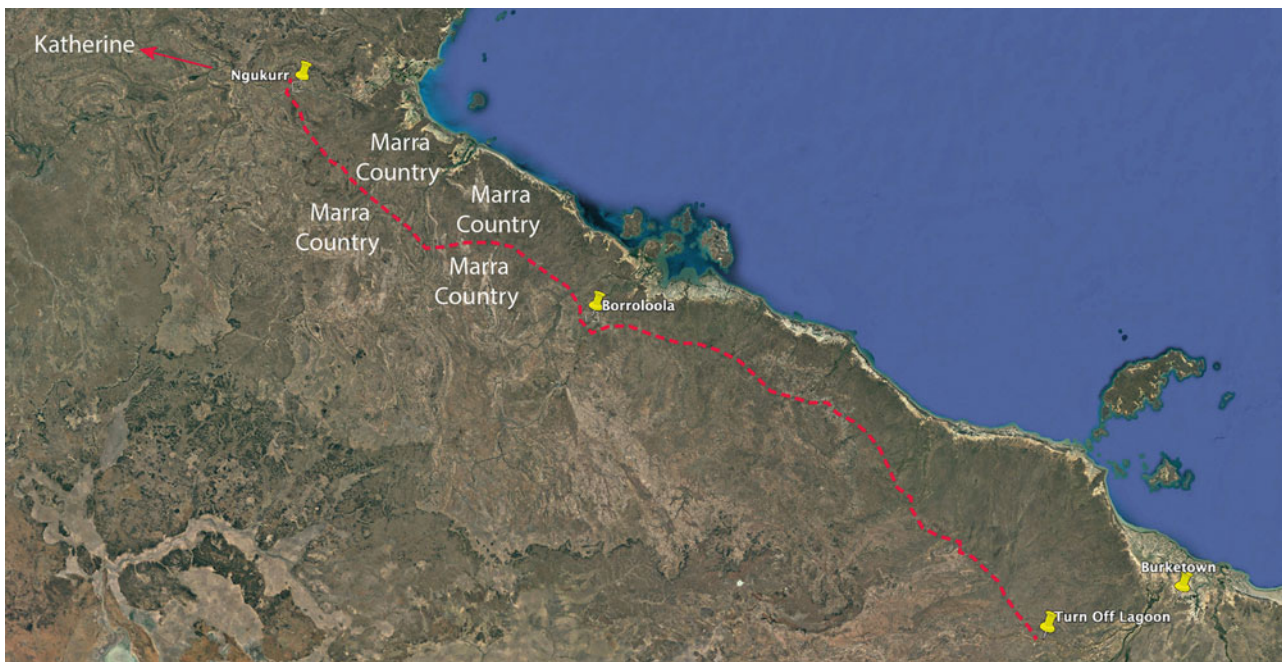 Katherine
Ngukurr
Marra
Country
Marra
Country
Marra
Country
Marra
Country
Borroloola
Burketown
Turn Off Lagoon